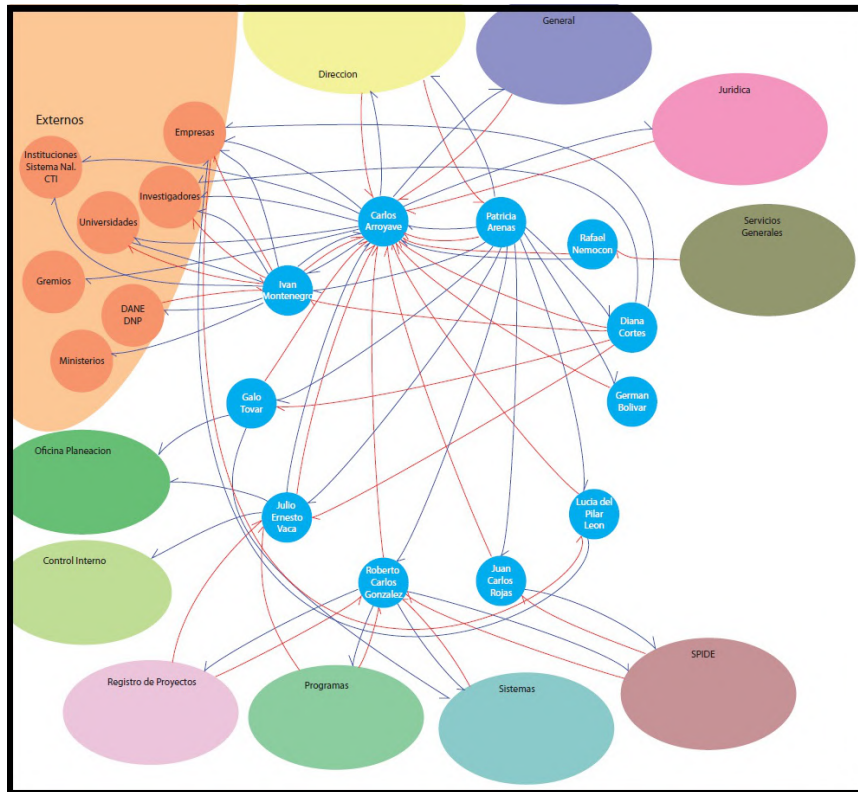 General
Direccion
Juridica
Externos
Empresas
Instituciones
Sistema Nal.
CTI
Investigadores
Universidades
Carlos
Arroyave
Patricia
Arenas
Servicios
Generales
Rafael
Nemocon
Gremios
Ivan
Montenegro
DANE
DNP
Diana
Cortes
Ministerios
Galo
Tovar
German
Bolivar
Oficina Planeacion
Julio
Ernesto
Vaca
Lucia del
Pilar
Leon
Control Interno
Roberto
Carlos
Gonzalez
Juan
Carlos
Rojas
SPIDE
Registro de Proyectos
Programas
Sistemas